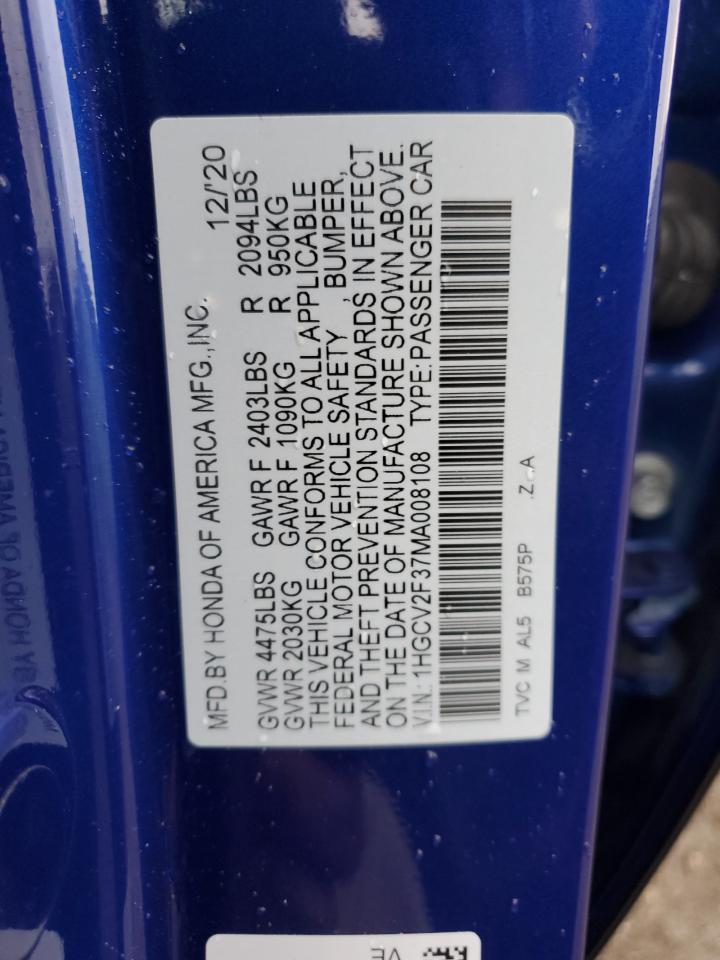 MFD.BY HONDA OF AMERICA MFG.,INC. 12/'20
GVWR 4475LBS GAWR F 2403LBS R 2094LBS
GVWR 2030KG GAWR F 1090KG R 950KG
THIS VEHICLE CONFORMS TO ALL APPLICABLE
FEDERAL MOTOR VEHICLE SAFETY , BUMPER,
AND THEFT PREVENTION STANDARDS, IN EFFECT
ON THE DATE OF MANUFACTURE SHOWN ABOVE.
V.I.N.: 1HGCV2F37MA008108 TYPE:PASSENGER CAR
TVC M AL5 B575P .Z .A